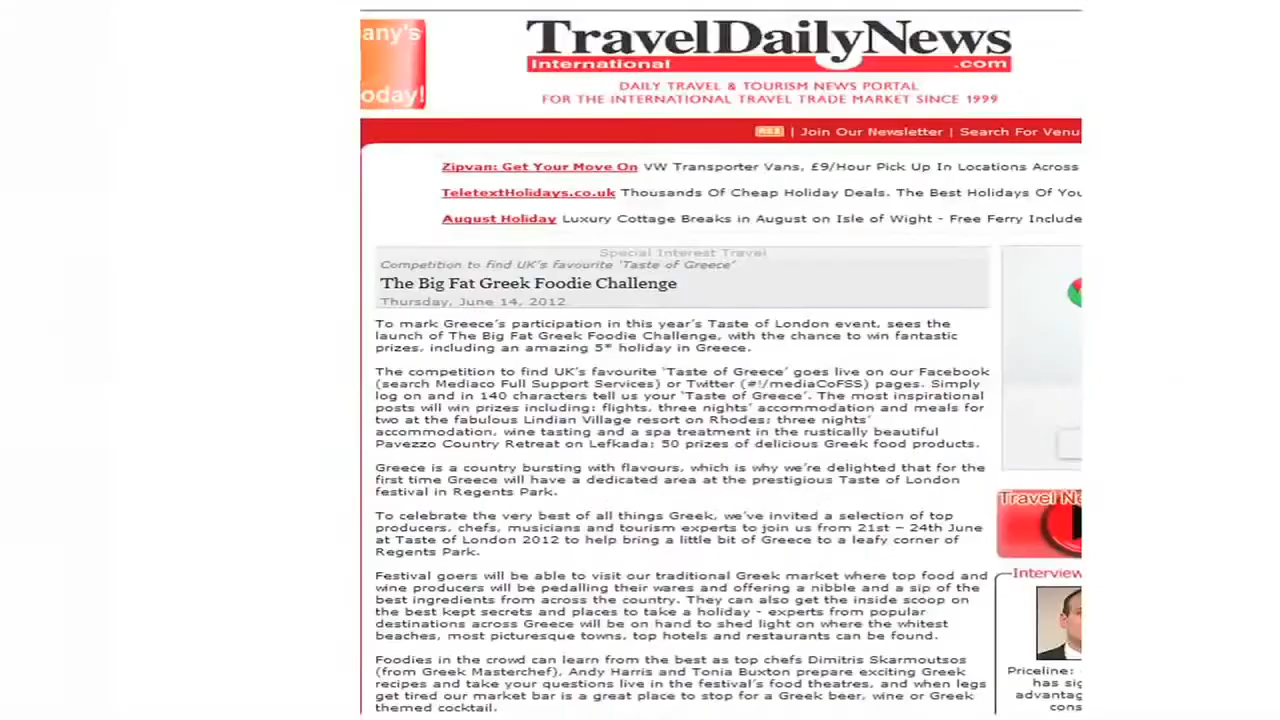 any's
oday!
TravelDailyNews
International .com
DAILY TRAVEL & TOURISM NEWS PORTAL
FOR THE INTERNATIONAL TRAVEL TRADE MARKET SINCE 1999
RSS | Join Our Newsletter | Search For Venu
Zipvan: Get Your Move On VW Transporter Vans, £9/Hour Pick Up In Locations Across
TeletextHolidays.co.uk Thousands Of Cheap Holiday Deals. The Best Holidays Of You
August Holiday Luxury Cottage Breaks in August on Isle of Wight - Free Ferry Include
Special Interest Travel
Competition to find UK's favourite 'Taste of Greece'
The Big Fat Greek Foodie Challenge
Thursday, June 14, 2012
To mark Greece's participation in this year's Taste of London event, sees the
launch of The Big Fat Greek Foodie Challenge, with the chance to win fantastic
prizes, including an amazing 5* holiday in Greece.
The competition to find UK's favourite 'Taste of Greece' goes live on our Facebook
(search Mediaco Full Support Services) or Twitter (#!/mediaCoFSS) pages. Simply
log on and in 140 characters tell us your 'Taste of Greece'. The most inspirational
posts will win prizes including: flights, three nights' accommodation and meals for
two at the fabulous Lindian Village resort on Rhodes; three nights'
accommodation, wine tasting and a spa treatment in the rustically beautiful
Pavezzo Country Retreat on Lefkada; 50 prizes of delicious Greek food products.
Greece is a country bursting with flavours, which is why we're delighted that for the
first time Greece will have a dedicated area at the prestigious Taste of London
festival in Regents Park.
To celebrate the very best of all things Greek, we've invited a selection of top
producers, chefs, musicians and tourism experts to join us from 21st – 24th June
at Taste of London 2012 to help bring a little bit of Greece to a leafy corner of
Regents Park.
Festival goers will be able to visit our traditional Greek market where top food and
wine producers will be pedalling their wares and offering a nibble and a sip of the
best ingredients from across the country. They can also get the inside scoop on
the best kept secrets and places to take a holiday - experts from popular
destinations across Greece will be on hand to shed light on where the whitest
beaches, most picturesque towns, top hotels and restaurants can be found.
Foodies in the crowd can learn from the best as top chefs Dimitris Skarmoutsos
(from Greek Masterchef), Andy Harris and Tonia Buxton prepare exciting Greek
recipes and take your questions live in the festival's food theatres, and when legs
get tired our market bar is a great place to stop for a Greek beer, wine or Greek
themed cocktail.
Travel Ne
Interview
Priceline:
has sig
advantag
cons